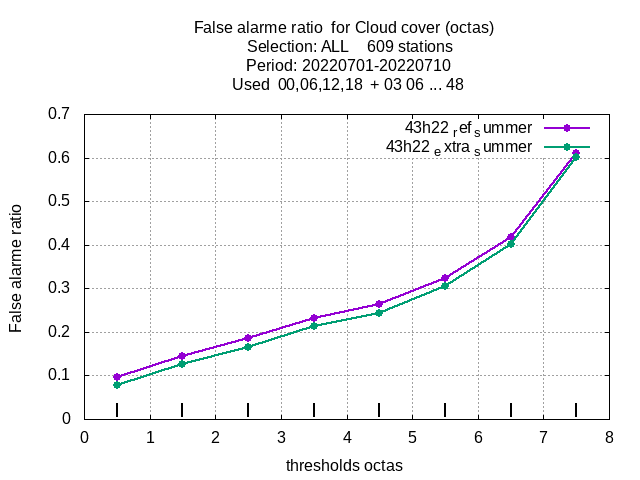 False alarme ratio  for Cloud cover (octas)
Selection: ALL    609 stations
Period: 20220701-20220710
Used  00,06,12,18  + 03 06 ... 48
43h22 ref summer
43h22 extra summer
0.7
0.6
0.5
0.4
0.3
0.2
0.1
0
False alarme ratio
0 1 2 3 4 5 6 7 8
thresholds octas